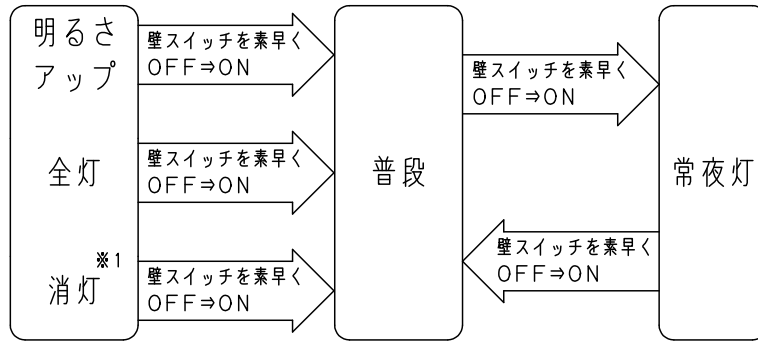 明るさ
アップ
全灯
※1
消灯
壁スイッチを素早く
OFF⇒ON
壁スイッチを素早く
OFF⇒ON
壁スイッチを素早く
OFF⇒ON
普段
壁スイッチを素早く
OFF⇒ON
壁スイッチを素早く
OFF⇒ON
常夜灯